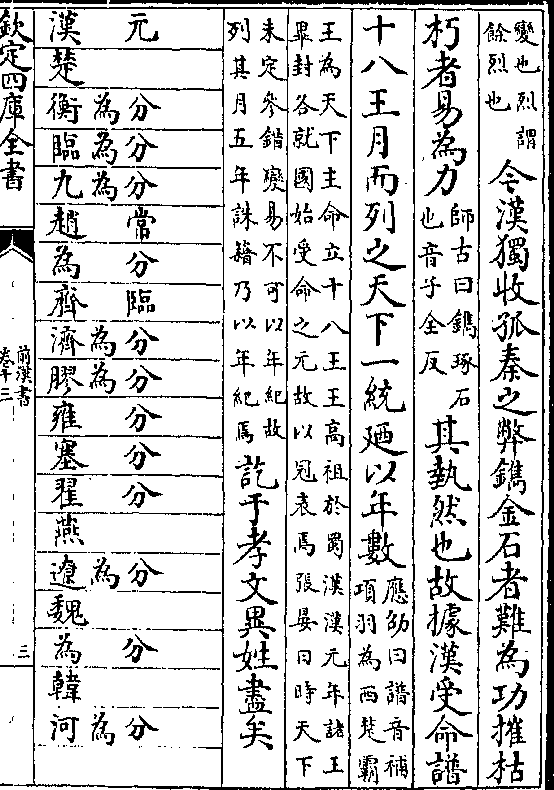 變也烈謂
餘烈也
今漢獨收孤秦之弊鐫金石者難為功摧枯
朽者易為力
師古曰鐫琢石
也音子全反
其埶然也故據漢受命譜
十八王月而列之天下一統廼以年數
應劭曰譜音補
項羽為西楚霸
王為天下主命立十八王王高祖於蜀漢漢元年諸王
畢封各就國始受命之元故以冠表焉張晏曰時天下
未定參錯變易不可以年紀故
列其月五年誅籍乃以年紀焉
訖于孝文異姓盡矣
元
漢
楚
分為衡
分為臨
分為九
常
趙
分
為
臨
齊
分為濟
分為膠
分
雍
分
塞
分
翟
燕
分為遼
魏
分
為
韓
分為河
欽定四庫全書
前漢書
卷十三
三